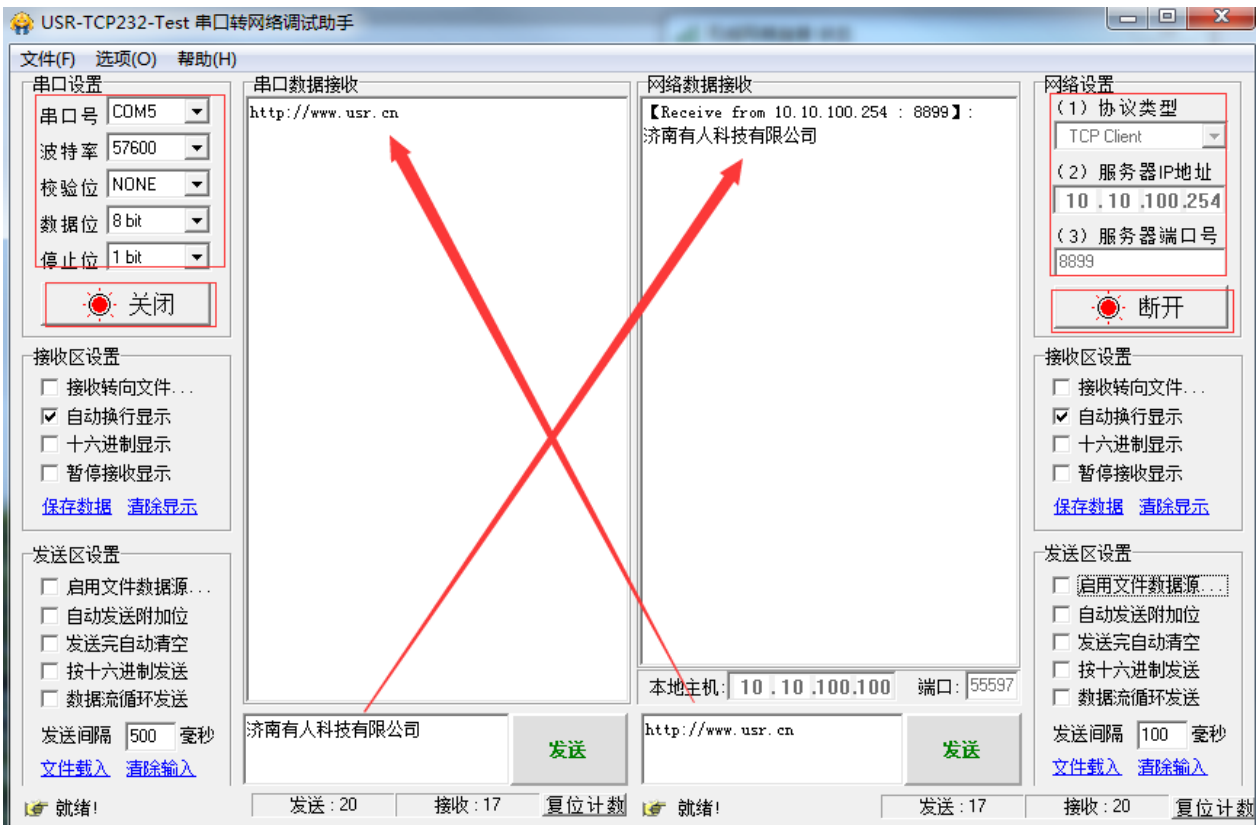 USR-TCP232-Test 串口转网络调试助手
文件(F) 选项(O) 帮助(H)
串口设置
串口号 COM5
波特率 57600
校验位 NONE
数据位 8 bit
停止位 1 bit
关闭
接收区设置
接收转向文件...
自动换行显示
十六进制显示
暂停接收显示
保存数据 清除显示
发送区设置
启用文件数据源...
自动发送附加位
发送完自动清空
按十六进制发送
数据流循环发送
发送间隔 500 毫秒
文件载入 清除输入
就绪!
串口数据接收
http://www.usr.cn
济南有人科技有限公司
发送
发送:20 接收:17 复位计数
网络数据接收
【Receive from 10.10.100.254 : 8899】:
济南有人科技有限公司
本地主机: 10 .10 .100.100 端口: 55597
http://www.usr.cn
发送
就绪!
发送:17 接收:20 复位计数
网络设置
(1) 协议类型
TCP Client
(2) 服务器IP地址
10 .10 .100.254
(3) 服务器端口号
8899
断开
接收区设置
接收转向文件...
自动换行显示
十六进制显示
暂停接收显示
保存数据 清除显示
发送区设置
启用文件数据源...
自动发送附加位
发送完自动清空
按十六进制发送
数据流循环发送
发送间隔 100 毫秒
文件载入 清除输入